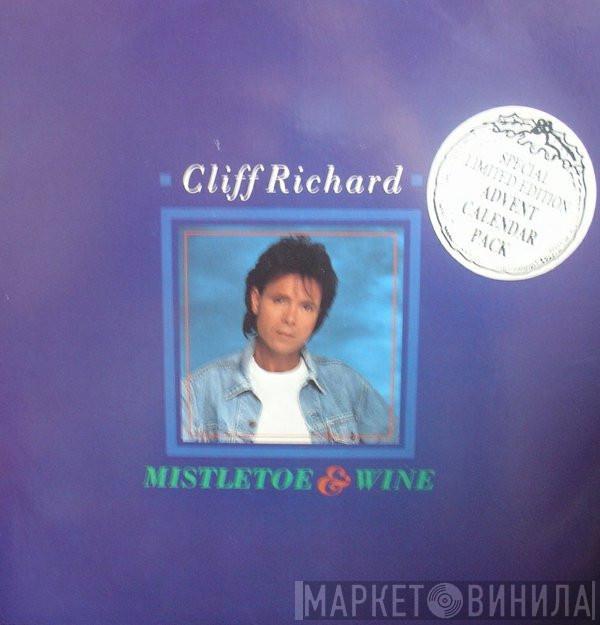 Cliff Richard
SPECIAL
LIMITED EDITION
ADVENT
CALENDAR
PACK
MISTLETOE & WINE
МАРКЕТ ВИНИЛА